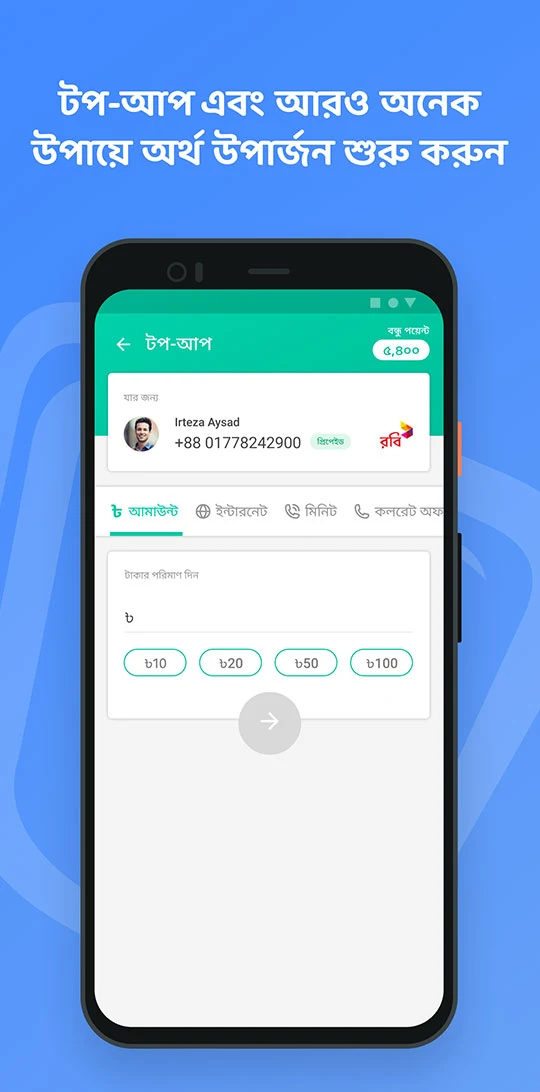 টপ-আপ এবং আরও অনেক
উপায়ে অর্থ উপার্জন শুরু করুন
বন্ধু পয়েন্ট
টপ-আপ
৫,৪০০
যার জন্য
Irteza Aysad
+88 01778242900 প্রিপেইড
রবি
৳ আমাউন্ট ইন্টারনেট মিনিট কলরেট অফ
টাকার পরিমাণ দিন
৳
৳10 ৳20 ৳50 ৳100